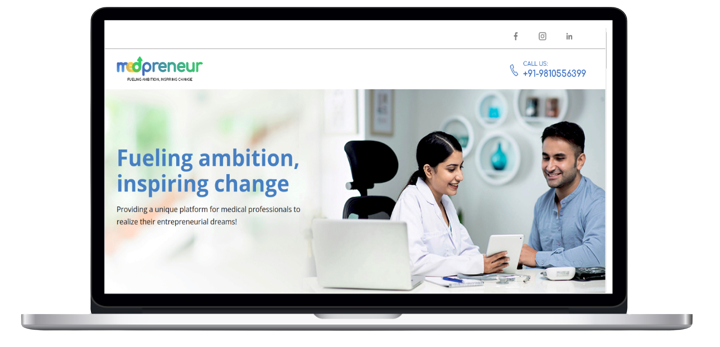 medpreneur
FUELING AMBITION, INSPIRING CHANGE
CALL US:
+91-9810556399
Fueling ambition,
inspiring change
Providing a unique platform for medical professionals to
realize their entrepreneurial dreams!